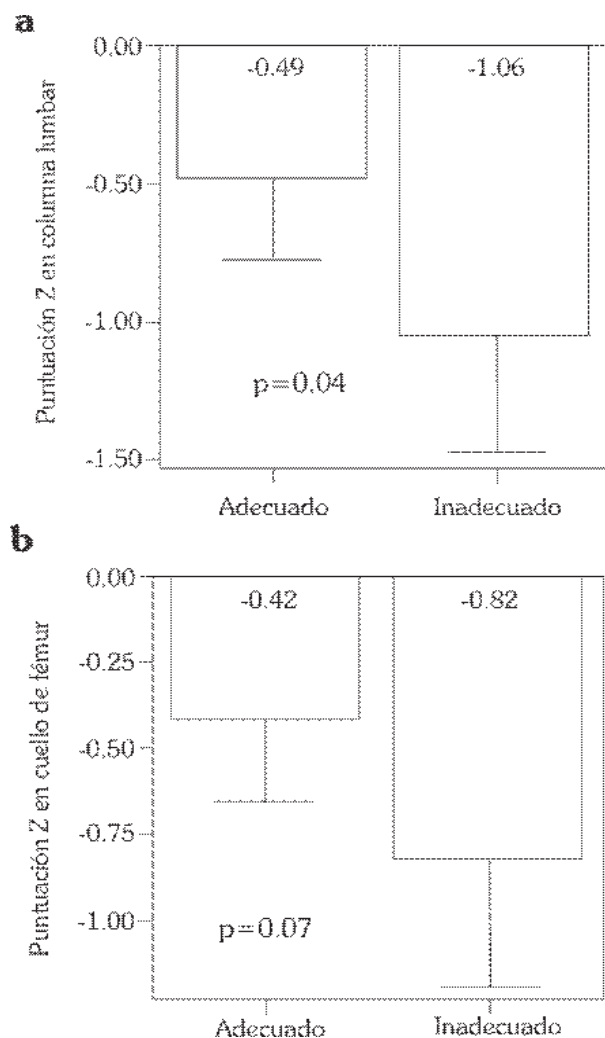 a
Puntuación Z en columna lumbar
0.00
-0.50
-1.00
-1.50
-0.49
-1.06
p=0.04
Adecuado
Inadecuado
b
Puntuación Z en cuello de fémur
0.00
-0.25
-0.50
-0.75
-1.00
-0.42
-0.82
p=0.07
Adecuado
Inadecuado